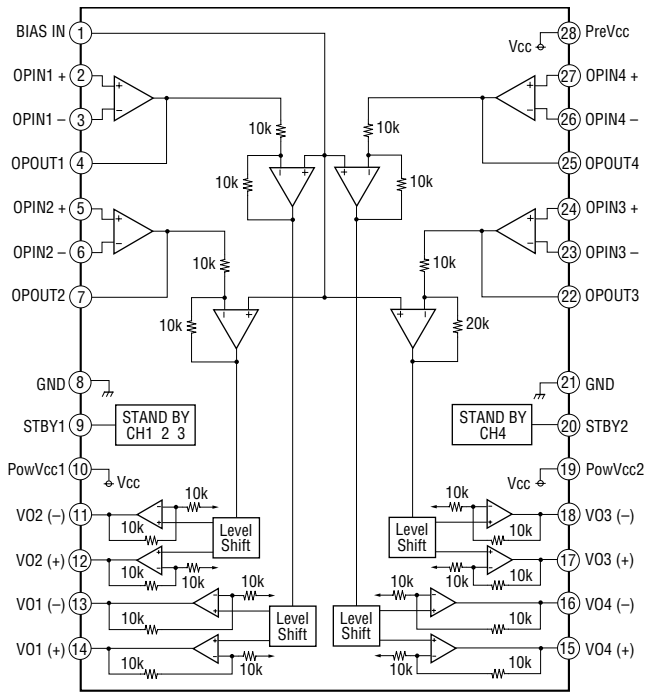 BIAS IN 1
28 PreVcc
Vcc
OPIN1 + 2
27 OPIN4 +
OPIN1 − 3
26 OPIN4 −
10k
10k
OPOUT1 4
25 OPOUT4
10k
10k
+
−
+
−
−
+
+
−
OPIN2 + 5
24 OPIN3 +
+
−
+
−
OPIN2 − 6
23 OPIN3 −
10k
10k
OPOUT2 7
22 OPOUT3
10k
20k
−
+
+
−
GND 8
21 GND
STBY1 9
STAND BY
CH1 2 3
STAND BY
CH4
20 STBY2
PowVcc1 10
Vcc
Vcc
19 PowVcc2
VO2 (−) 11
10k
10k
−
+
Level
Shift
Level
Shift
10k
10k
−
+
18 VO3 (−)
VO2 (+) 12
10k
10k
+
−
10k
10k
+
−
17 VO3 (+)
VO1 (−) 13
10k
10k
−
+
Level
Shift
Level
Shift
10k
10k
−
+
16 VO4 (−)
VO1 (+) 14
10k
10k
+
−
10k
10k
+
−
15 VO4 (+)